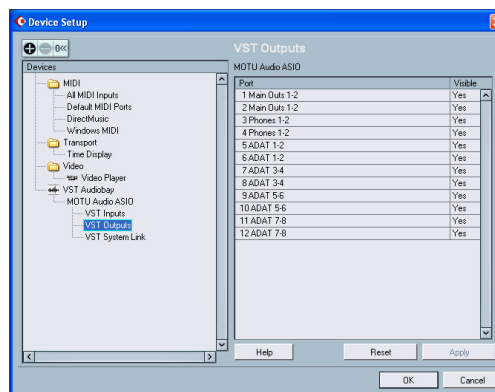 Device Setup
VST Outputs
Devices
MIDI
All MIDI Inputs
Default MIDI Ports
DirectMusic
Windows MIDI
Transport
Time Display
Video
Video Player
VST Audiobay
MOTU Audio ASIO
VST Inputs
VST Outputs
VST System Link
MOTU Audio ASIO
Port Visible
1 Main Outs 1-2 Yes
2 Main Outs 1-2 Yes
3 Phones 1-2 Yes
4 Phones 1-2 Yes
5 ADAT 1-2 Yes
6 ADAT 1-2 Yes
7 ADAT 3-4 Yes
8 ADAT 3-4 Yes
9 ADAT 5-6 Yes
10 ADAT 5-6 Yes
11 ADAT 7-8 Yes
12 ADAT 7-8 Yes
Help Reset Apply
OK Cancel